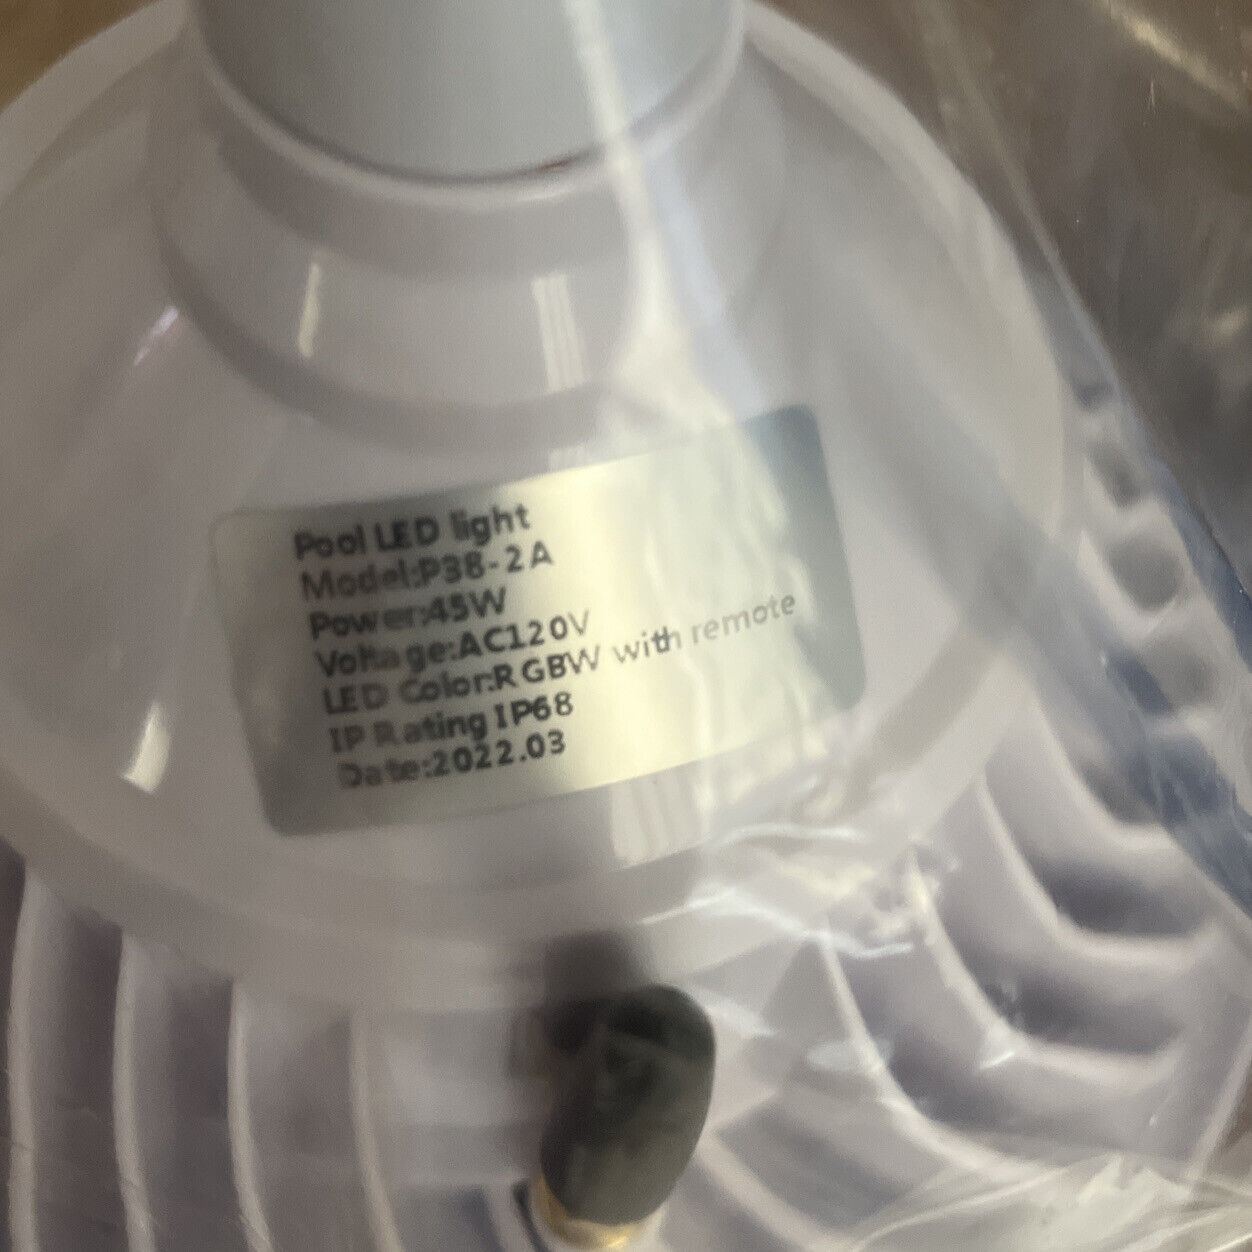 Pool LED light
Model:P38-2A
Power:45W
Voltage:AC120V
LED Color:RGBW with remote
IP Rating IP68
Date:2022.03